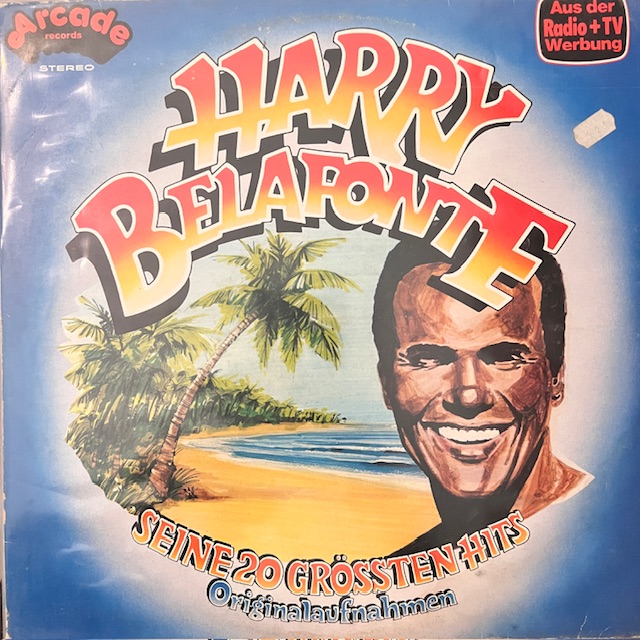 Arcade
records
STEREO
Aus der
Radio + TV
Werbung
HARRY
BELAFONTE
SEINE 20 GRÖSSTEN HITS
Originalaufnahmen